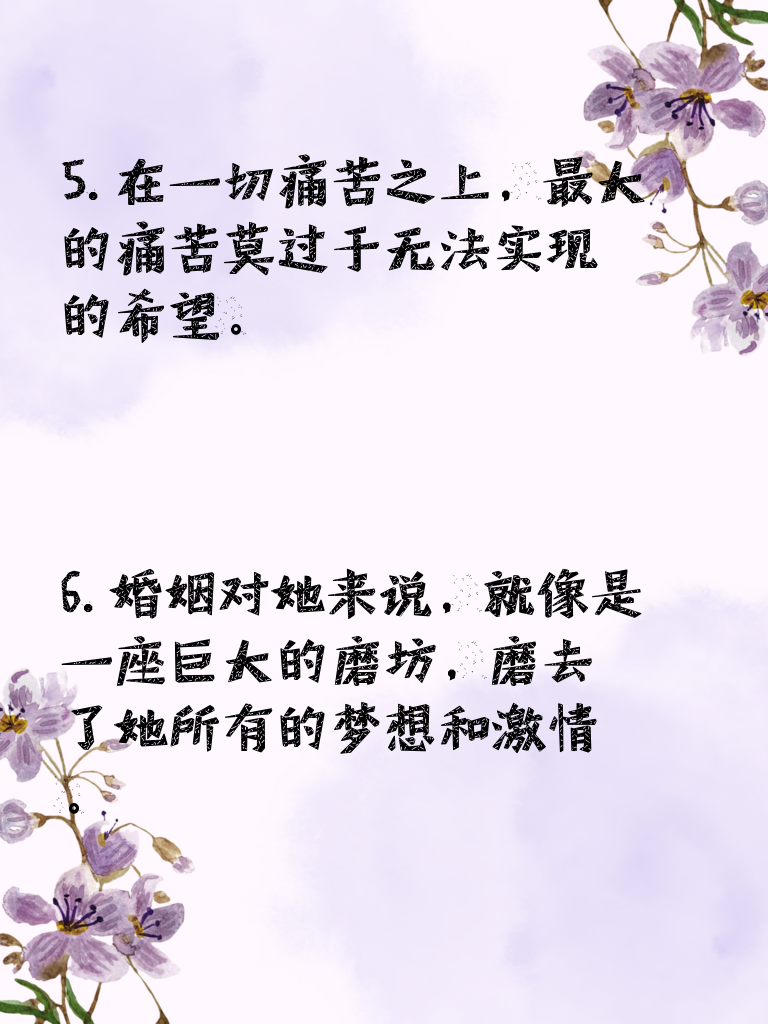 5. 在一切痛苦之上，最大
的痛苦莫过于无法实现
的希望。
6. 婚姻对她来说，就像是
一座巨大的磨坊，磨去
了她所有的梦想和激情
。